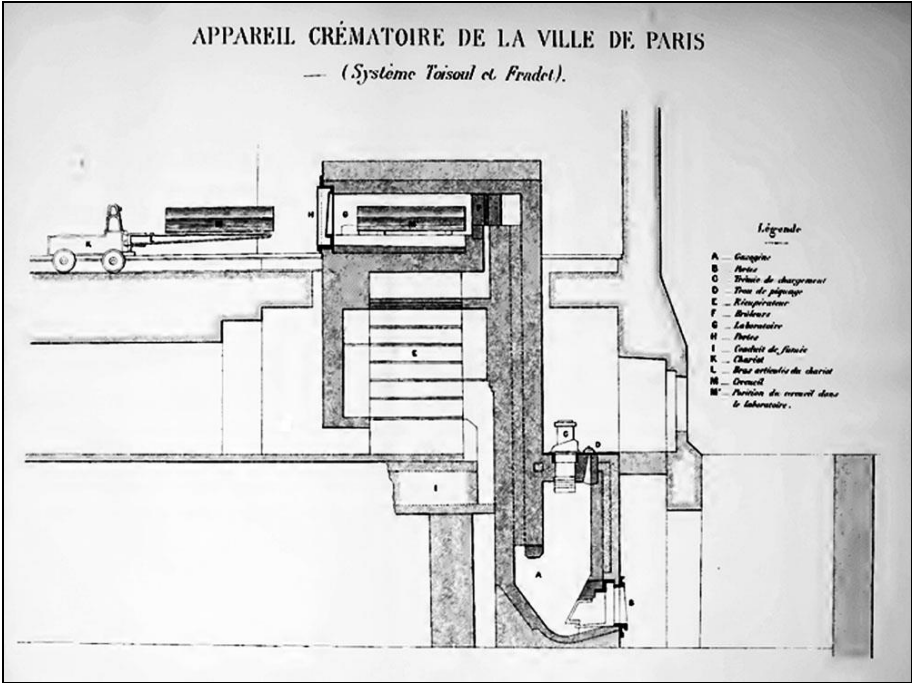 APPAREIL CRÉMATOIRE DE LA VILLE DE PARIS
— (Système Toisoul et Fradet).
Légende
A _ Gazogène
B _ Portes
C _ Trémie de chargement
D _ Trou de piquage
E _ Récupérateur
F _ Brûleurs
G _ Laboratoire
H _ Portes
I _ Conduit de fumée
K _ Chariot
L _ Bras articulés du chariot
M _ Cercueil
M' _ Position du cercueil dans
le laboratoire.
H
G
M
K
E
C
D
I
A
B